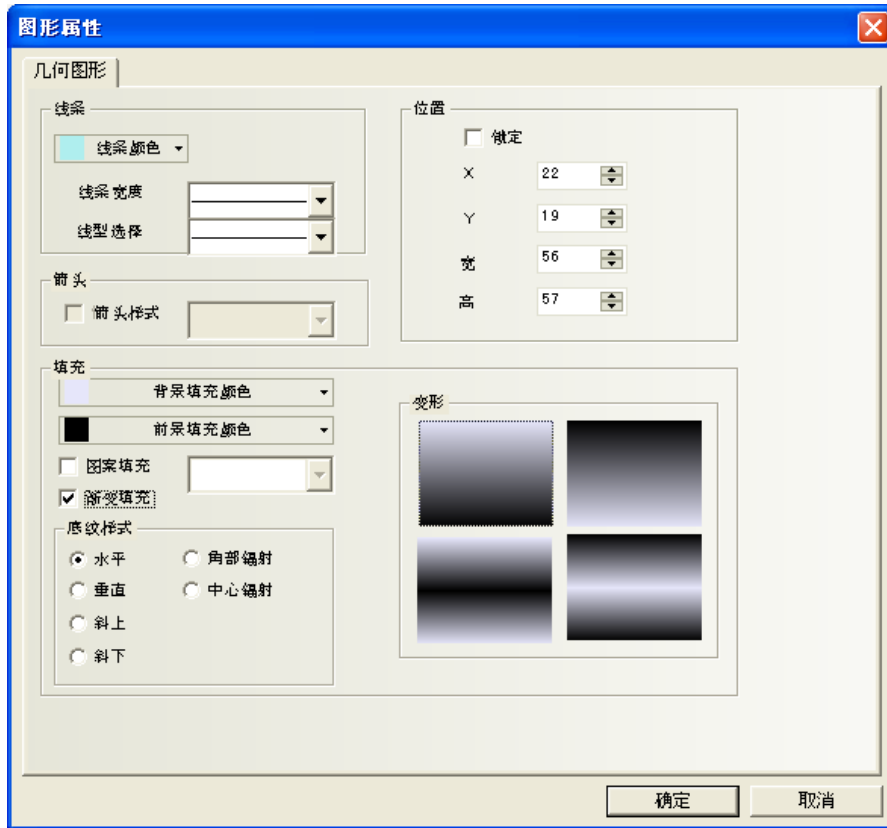 图形属性
几何图形
线条
线条颜色
线条宽度
线型选择
箭头
箭头样式
位置
锁定
X 22
Y 19
宽 56
高 57
填充
背景填充颜色
前景填充颜色
图案填充
渐变填充
底纹样式
水平 角部辐射
垂直 中心辐射
斜上
斜下
变形
确定 取消